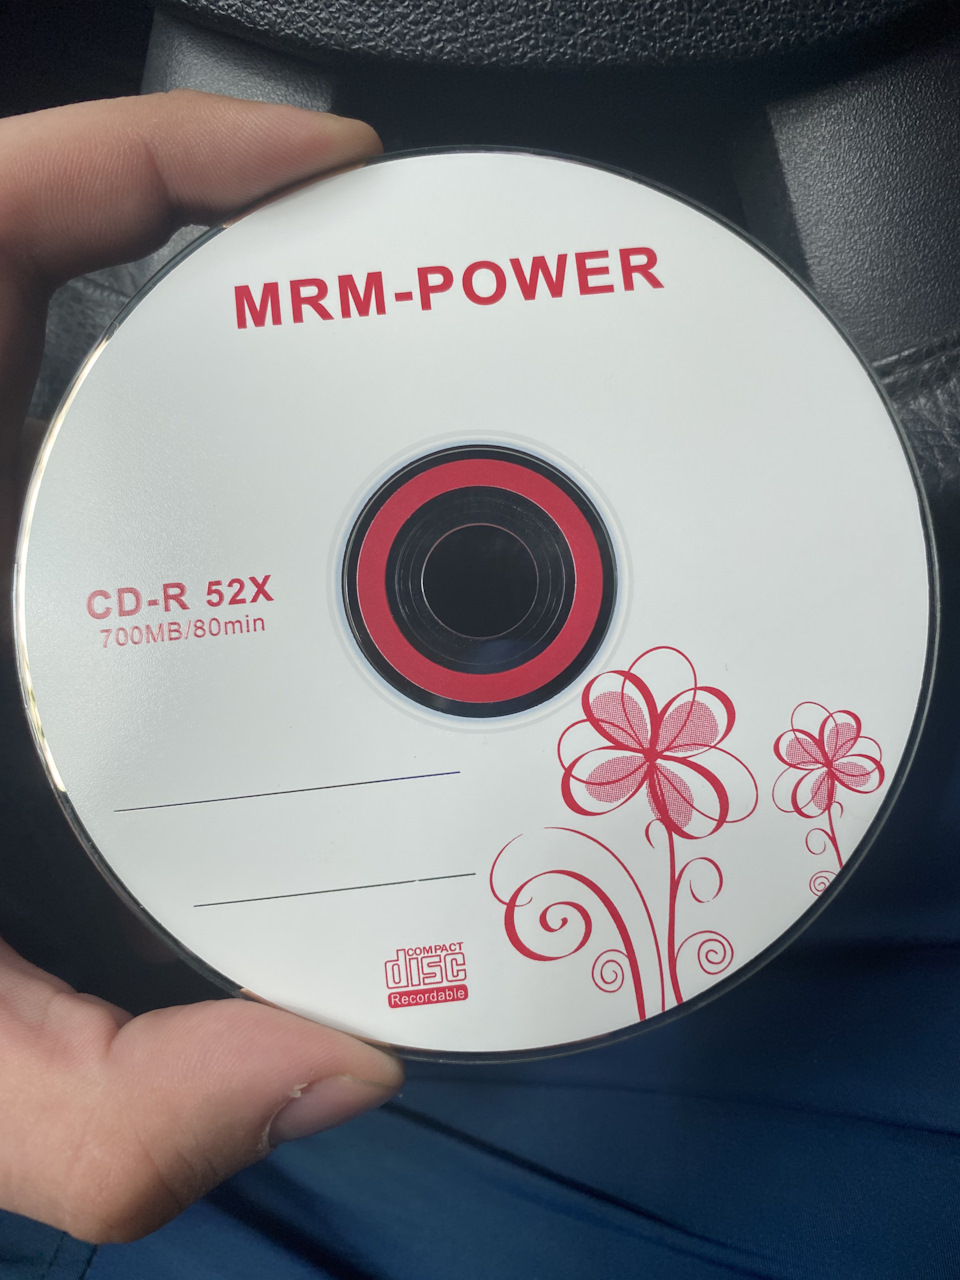 MRM-POWER
CD-R 52X
700MB/80min
COMPACT
disc
Recordable